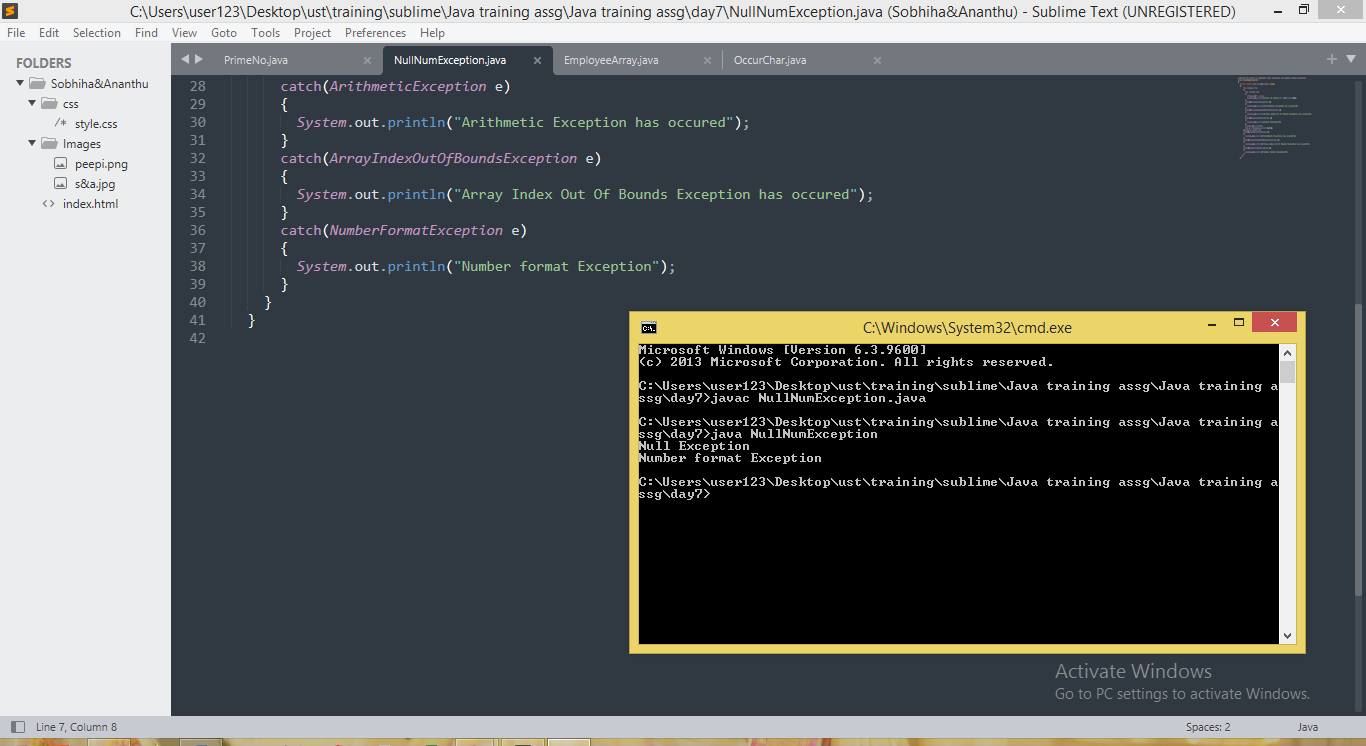 C:\Users\user123\Desktop\ust\training\sublime\Java training assg\Java training assg\day7\NullNumException.java (Sobhiha&Ananthu) - Sublime Text (UNREGISTERED)
File Edit Selection Find View Goto Tools Project Preferences Help
FOLDERS
Sobhiha&Ananthu
css
/* style.css
Images
peepi.png
s&a.jpg
<> index.html
PrimeNo.java NullNumException.java EmployeeArray.java OccurChar.java
28 catch(ArithmeticException e)
29 {
30 System.out.println("Arithmetic Exception has occured");
31 }
32 catch(ArrayIndexOutOfBoundsException e)
33 {
34 System.out.println("Array Index Out Of Bounds Exception has occured");
35 }
36 catch(NumberFormatException e)
37 {
38 System.out.println("Number format Exception");
39 }
40 }
41 }
42
C:\Windows\System32\cmd.exe
Microsoft Windows [Version 6.3.9600]
(c) 2013 Microsoft Corporation. All rights reserved.
C:\Users\user123\Desktop\ust\training\sublime\Java training assg\Java training a
ssg\day7>javac NullNumException.java
C:\Users\user123\Desktop\ust\training\sublime\Java training assg\Java training a
ssg\day7>java NullNumException
Null Exception
Number format Exception
C:\Users\user123\Desktop\ust\training\sublime\Java training assg\Java training a
ssg\day7>
Activate Windows
Go to PC settings to activate Windows.
Line 7, Column 8 Spaces: 2 Java